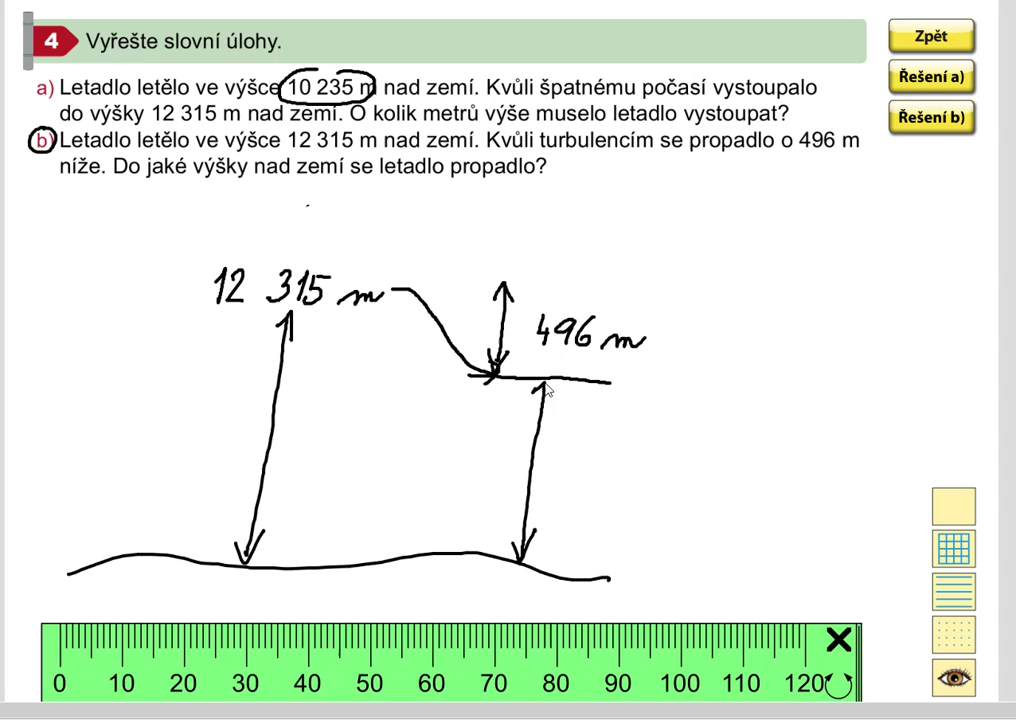 4 Vyřešte slovní úlohy.
Zpět
Řešení a)
Řešení b)
a) Letadlo letělo ve výšce 10 235 m nad zemí. Kvůli špatnému počasí vystoupalo
do výšky 12 315 m nad zemí. O kolik metrů výše muselo letadlo vystoupat?
b) Letadlo letělo ve výšce 12 315 m nad zemí. Kvůli turbulencím se propadlo o 496 m
níže. Do jaké výšky nad zemí se letadlo propadlo?
12 315 m
496 m
0 10 20 30 40 50 60 70 80 90 100 110 120